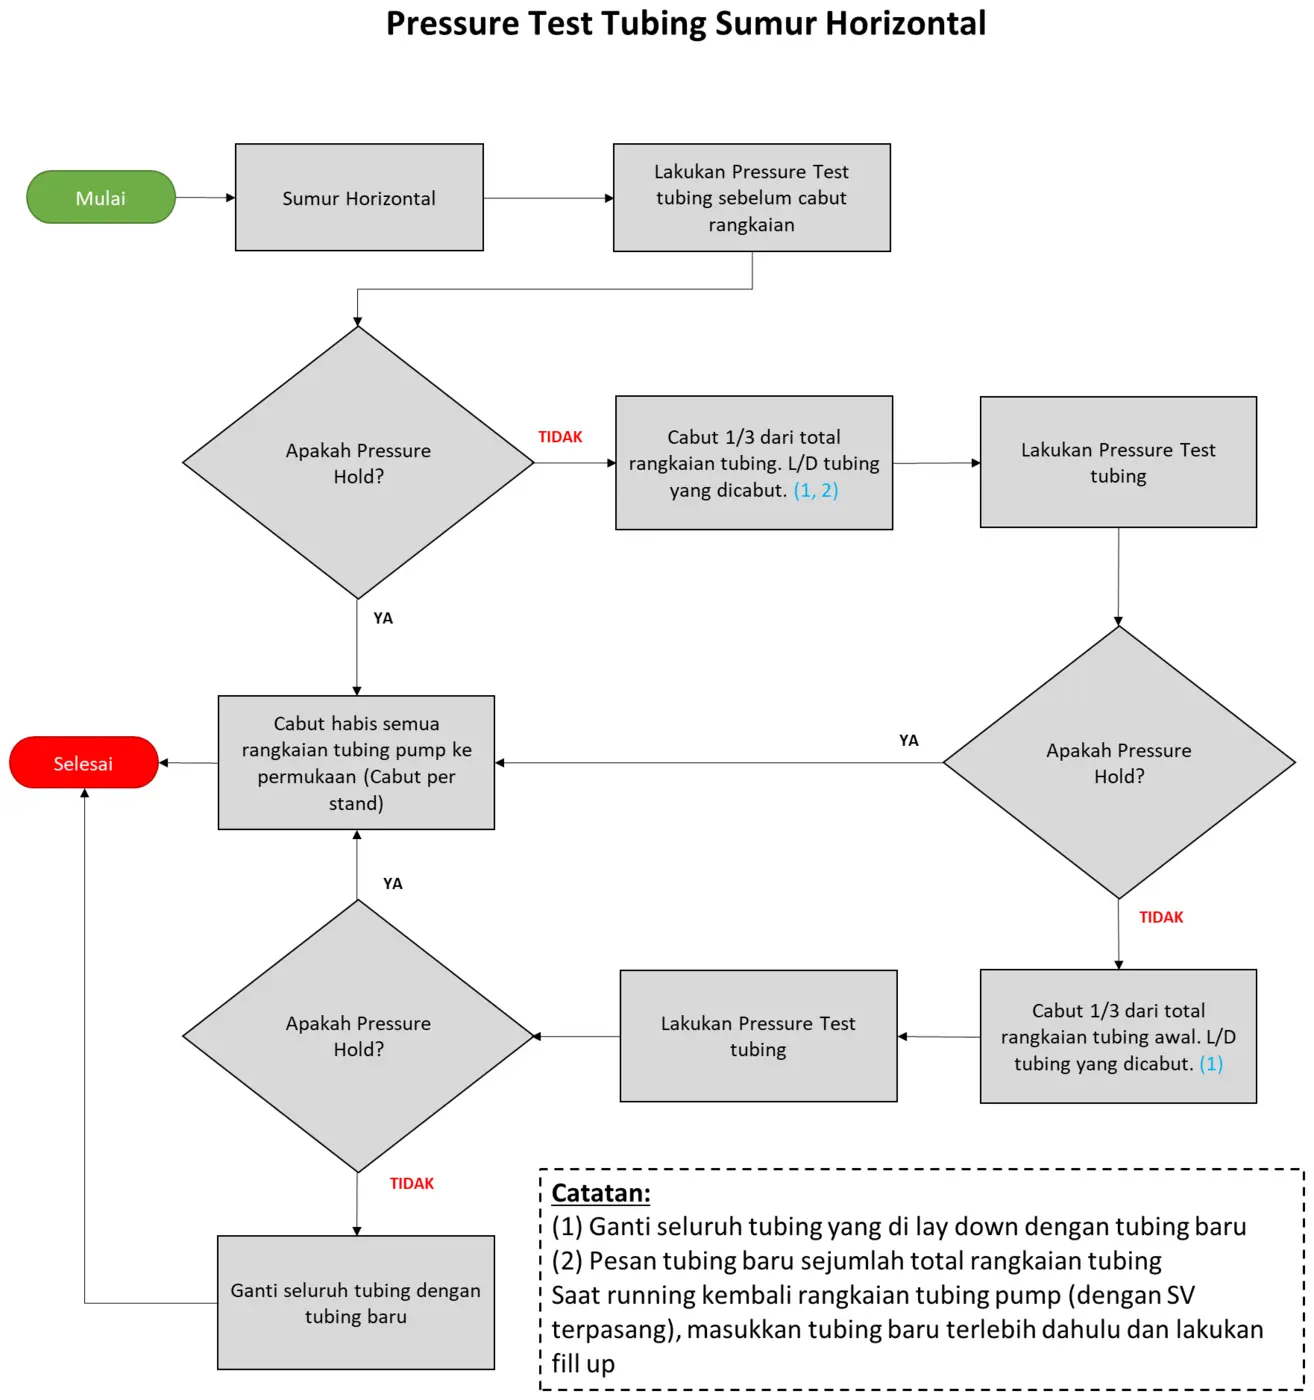 Pressure Test Tubing Sumur Horizontal
Mulai
Sumur Horizontal
Lakukan Pressure Test
tubing sebelum cabut
rangkaian
Apakah Pressure
Hold?
TIDAK
Cabut 1/3 dari total
rangkaian tubing. L/D tubing
yang dicabut. (1, 2)
Lakukan Pressure Test
tubing
YA
Selesai
Cabut habis semua
rangkaian tubing pump ke
permukaan (Cabut per
stand)
YA
Apakah Pressure
Hold?
YA
TIDAK
Apakah Pressure
Hold?
Lakukan Pressure Test
tubing
Cabut 1/3 dari total
rangkaian tubing awal. L/D
tubing yang dicabut. (1)
TIDAK
Ganti seluruh tubing dengan
tubing baru
Catatan:
(1) Ganti seluruh tubing yang di lay down dengan tubing baru
(2) Pesan tubing baru sejumlah total rangkaian tubing
Saat running kembali rangkaian tubing pump (dengan SV
terpasang), masukkan tubing baru terlebih dahulu dan lakukan
fill up